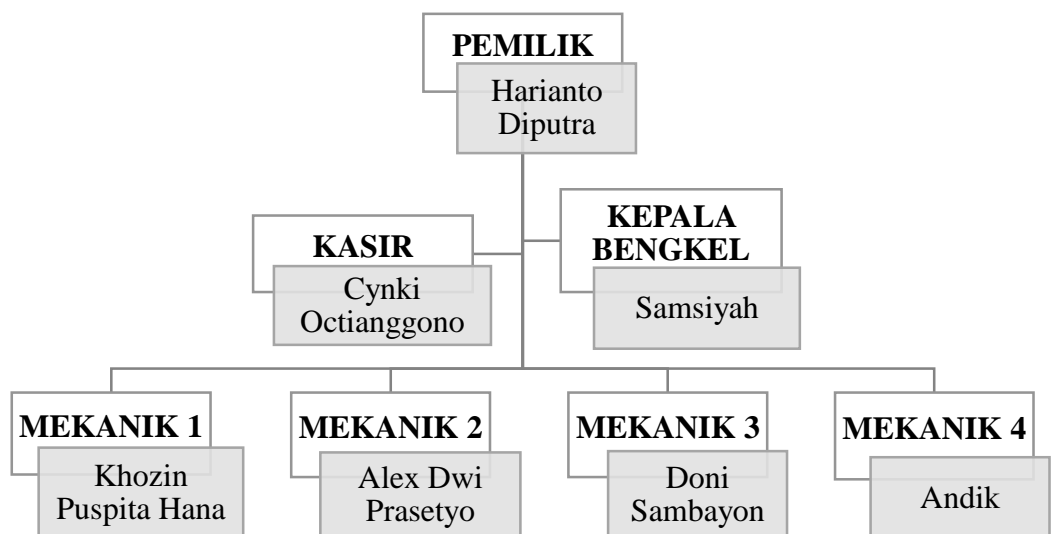 PEMILIK
Harianto
Diputra
KASIR
Cynki
Octianggono
KEPALA
BENGKEL
Samsiyah
MEKANIK 1
Khozin
Puspita Hana
MEKANIK 2
Alex Dwi
Prasetyo
MEKANIK 3
Doni
Sambayon
MEKANIK 4
Andik